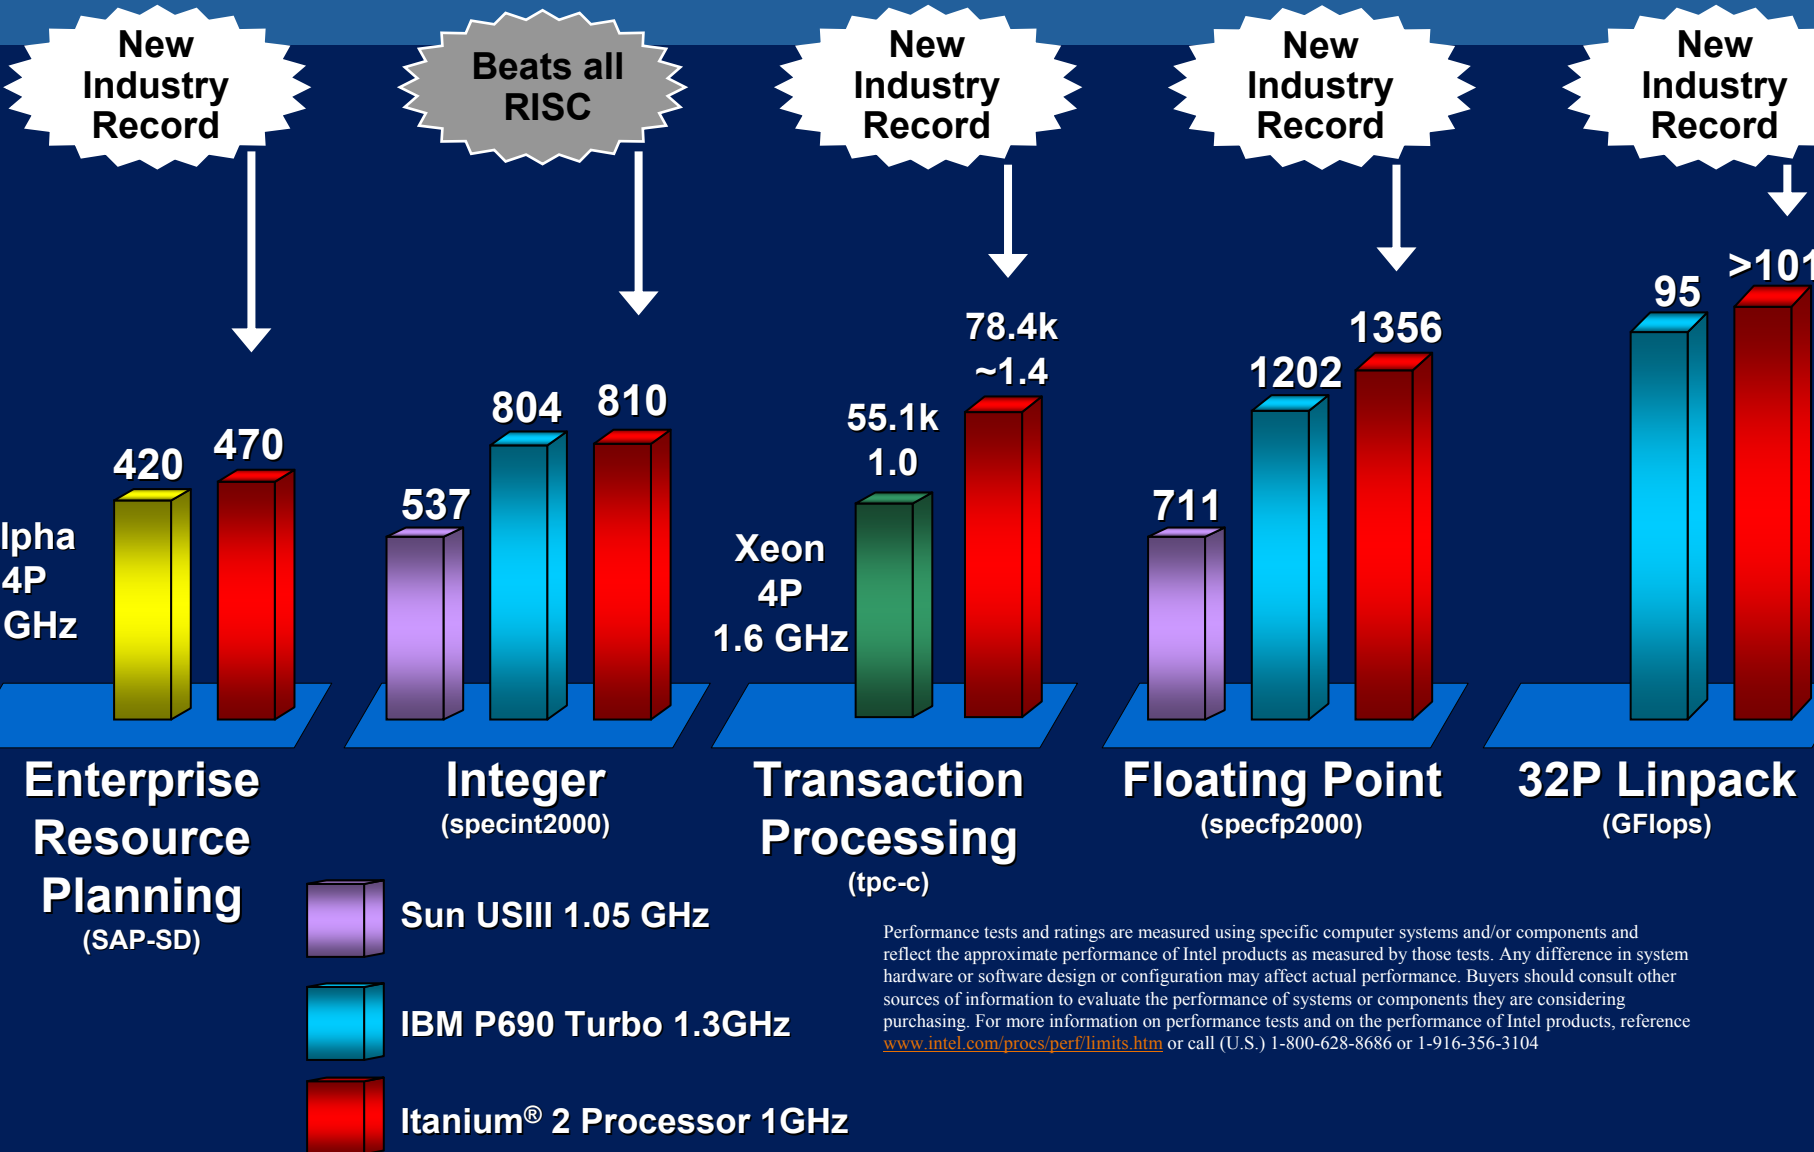 New
Industry
Record
Beats all
RISC
New
Industry
Record
New
Industry
Record
New
Industry
Record
420
470
lpha
4P
GHz
537
804
810
55.1k
1.0
78.4k
~1.4
Xeon
4P
1.6 GHz
711
1202
1356
95
>101
Enterprise
Resource
Planning
(SAP-SD)
Integer
(specint2000)
Transaction
Processing
(tpc-c)
Floating Point
(specfp2000)
32P Linpack
(GFlops)
Sun USIII 1.05 GHz
IBM P690 Turbo 1.3GHz
Itanium® 2 Processor 1GHz
Performance tests and ratings are measured using specific computer systems and/or components and
reflect the approximate performance of Intel products as measured by those tests. Any difference in system
hardware or software design or configuration may affect actual performance. Buyers should consult other
sources of information to evaluate the performance of systems or components they are considering
purchasing. For more information on performance tests and on the performance of Intel products, reference
www.intel.com/procs/perf/limits.htm or call (U.S.) 1-800-628-8686 or 1-916-356-3104